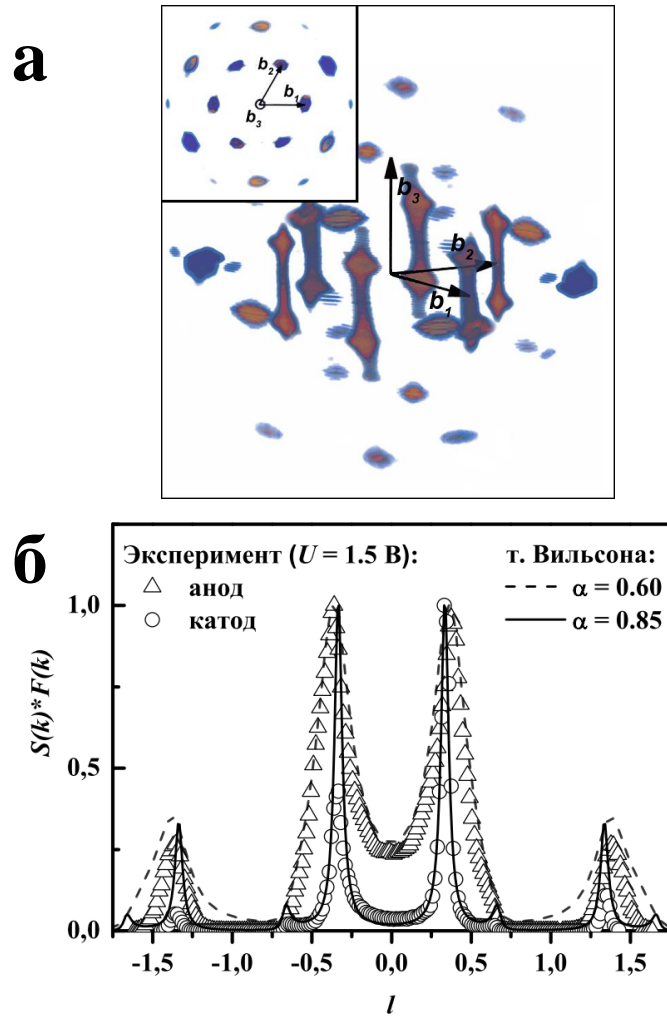 а
b2
b1
b3
b3
b2
b1
б
Эксперимент (U = 1.5 В):
анод
катод
т. Вильсона:
α = 0.60
α = 0.85
S(k)*F(k)
1,0
0,5
0,0
-1,5 -1,0 -0,5 0,0 0,5 1,0 1,5
l